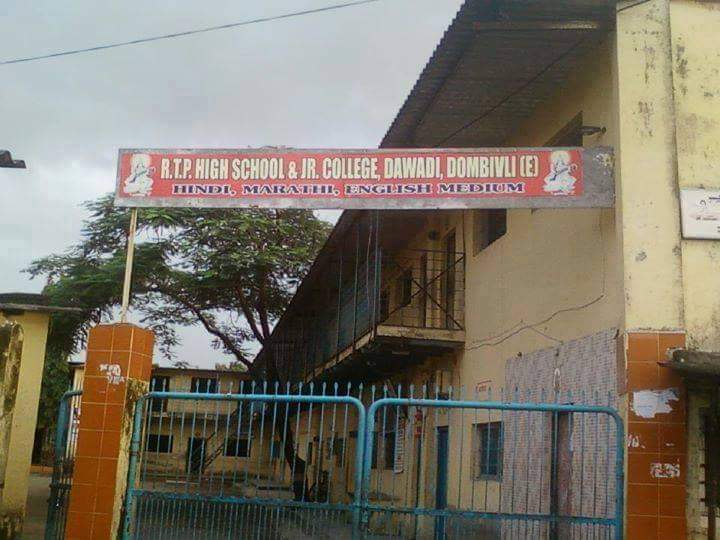 R.T.P. HIGH SCHOOL & JR. COLLEGE, DAWADI, DOMBIVLI (E)
HINDI, MARATHI, ENGLISH MEDIUM